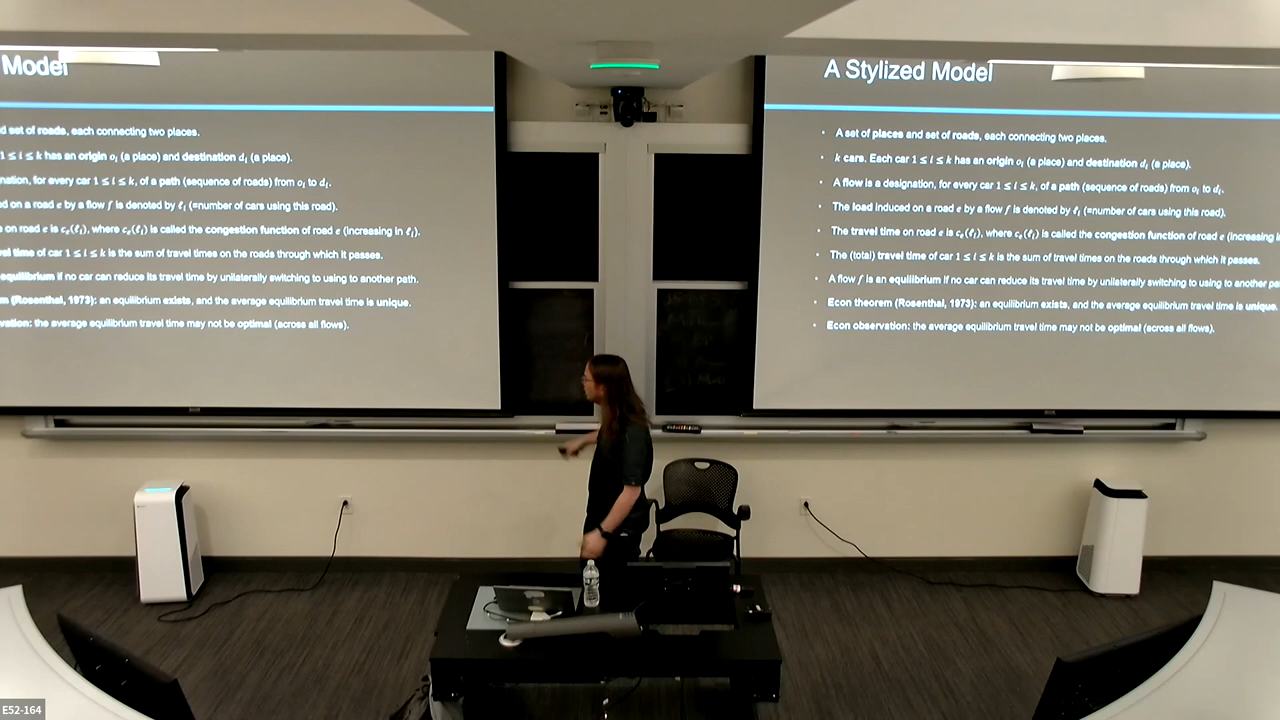 Model
d set of roads, each connecting two places.
1 ≤ i ≤ k has an origin oᵢ (a place) and destination dᵢ (a place).
nation, for every car 1 ≤ i ≤ k, of a path (sequence of roads) from oᵢ to dᵢ.
ed on a road e by a flow f is denoted by ℓf (=number of cars using this road).
e on road e is cₑ(ℓf), where cₑ(ℓf) is called the congestion function of road e (increasing in ℓf).
vel time of car 1 ≤ i ≤ k is the sum of travel times on the roads through which it passes.
equilibrium if no car can reduce its travel time by unilaterally switching to using to another path.
m (Rosenthal, 1973): an equilibrium exists, and the average equilibrium travel time is unique.
vation: the average equilibrium travel time may not be optimal (across all flows).
A Stylized Model
• A set of places and set of roads, each connecting two places.
• k cars. Each car 1 ≤ i ≤ k has an origin oᵢ (a place) and destination dᵢ (a place).
• A flow is a designation, for every car 1 ≤ i ≤ k, of a path (sequence of roads) from oᵢ to dᵢ.
• The load induced on a road e by a flow f is denoted by ℓf (=number of cars using this road).
• The travel time on road e is cₑ(ℓf), where cₑ(ℓf) is called the congestion function of road e (increasing i
• The (total) travel time of car 1 ≤ i ≤ k is the sum of travel times on the roads through which it passes.
• A flow f is an equilibrium if no car can reduce its travel time by unilaterally switching to using to another pa
• Econ theorem (Rosenthal, 1973): an equilibrium exists, and the average equilibrium travel time is unique.
• Econ observation: the average equilibrium travel time may not be optimal (across all flows).
E52-164